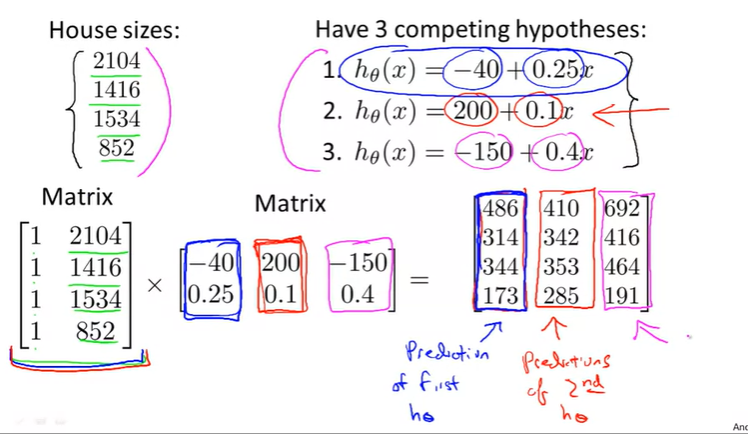 House sizes:
2104
1416
1534
852
Have 3 competing hypotheses:
1. hθ(x) = −40 + 0.25x
2. hθ(x) = 200 + 0.1x
3. hθ(x) = −150 + 0.4x
Matrix
Matrix
1 2104
1 1416
1 1534
1 852
×
−40 200 −150
0.25 0.1 0.4
=
486 410 692
314 342 416
344 353 464
173 285 191
Prediction
of first
hθ
Predictions
of 2nd
hθ
And